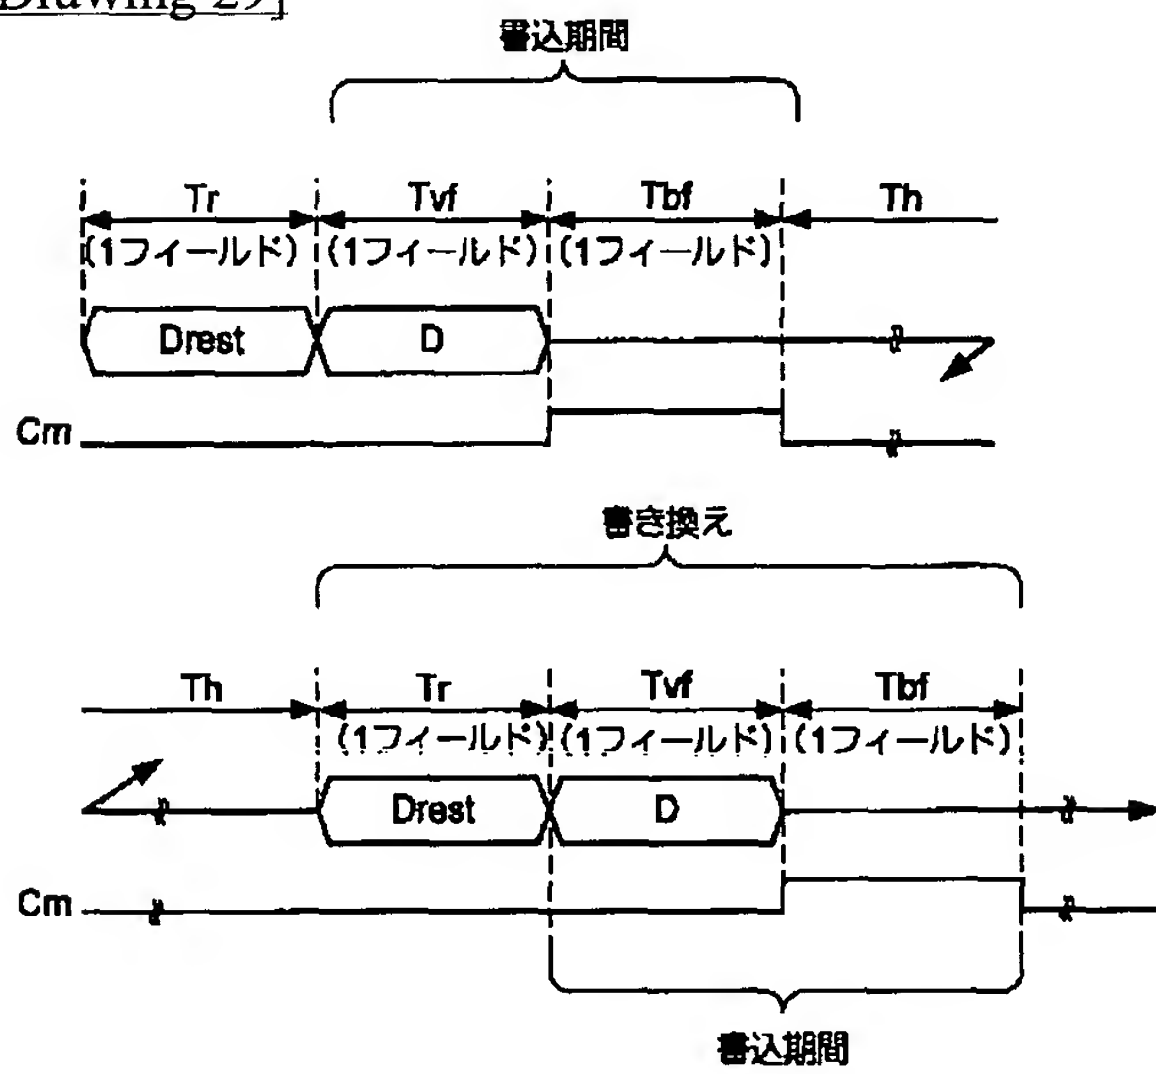 Drawing 29]
書込期間
Tr Tvf Tbf Th
(1フィールド) (1フィールド) (1フィールド)
Drest D
Cm
書き換え
Th Tr Tvf Tbf
(1フィールド) (1フィールド) (1フィールド)
Drest D
Cm
書込期間